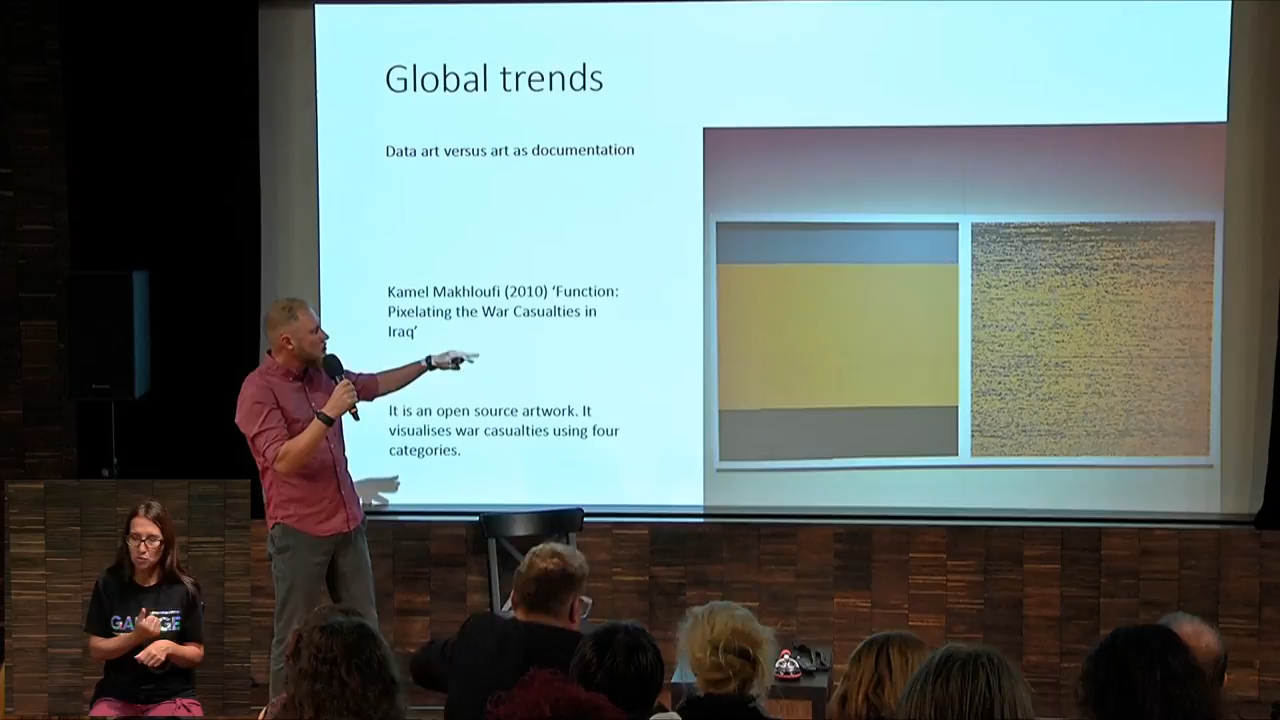 Global trends
Data art versus art as documentation
Kamel Makhloufi (2010) ‘Function:
Pixelating the War Casualties in
Iraq’
It is an open source artwork. It
visualises war casualties using four
categories.